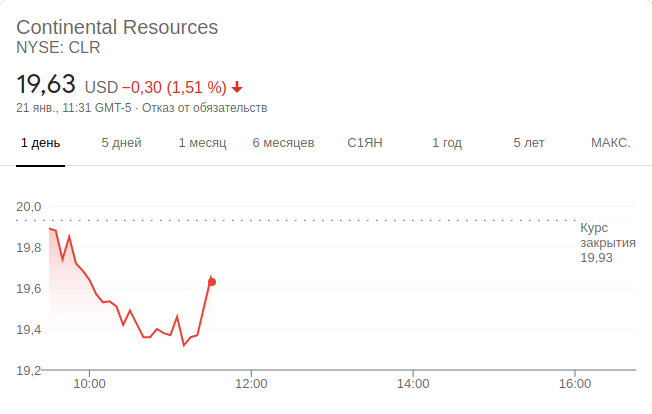 Continental Resources
NYSE: CLR
19,63 USD −0,30 (1,51 %)
21 янв., 11:31 GMT-5 · Отказ от обязательств
1 день 5 дней 1 месяц 6 месяцев С1ЯН 1 год 5 лет МАКС.
20,0
Курс
закрытия
19,93
19,8
19,6
19,4
19,2
10:00 12:00 14:00 16:00